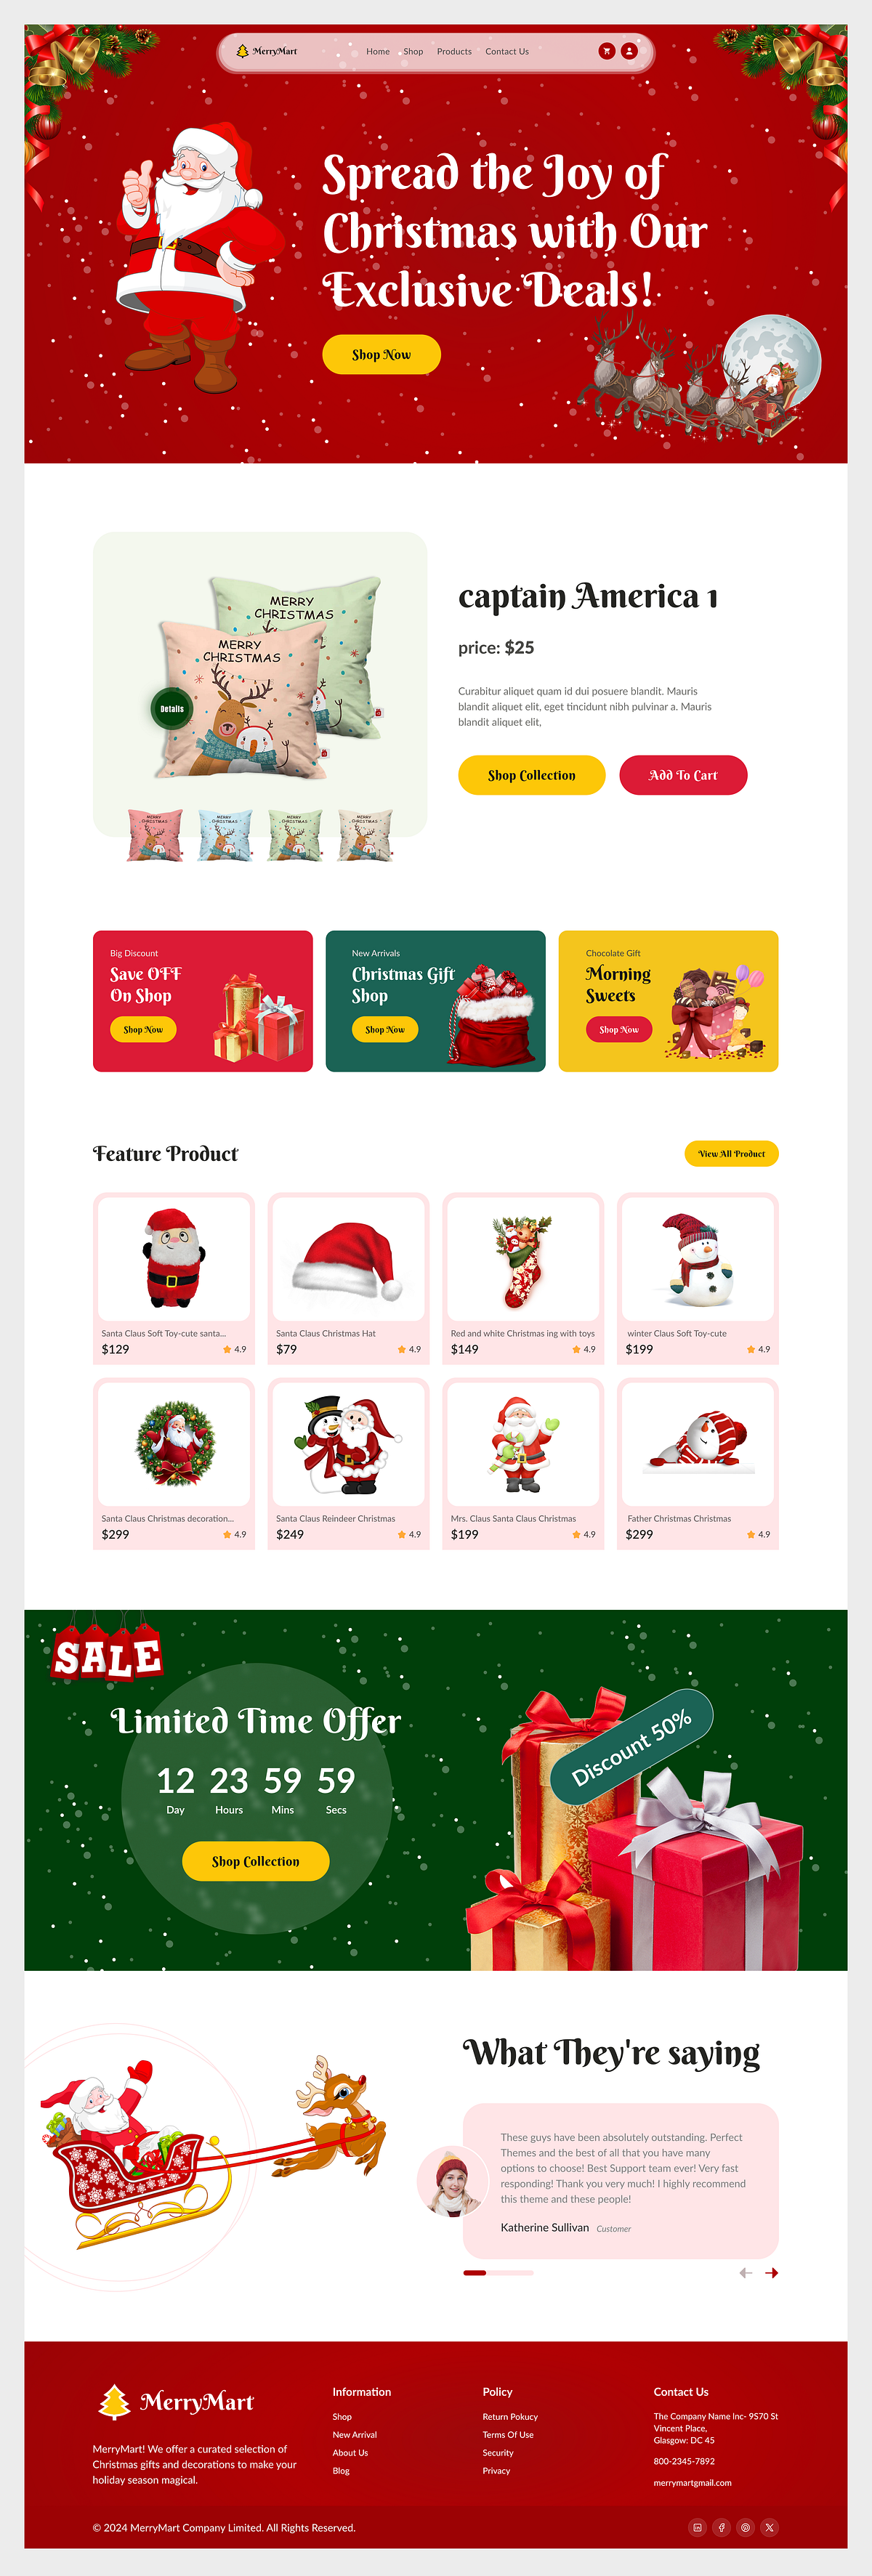 MerryMart
Home Shop Products Contact Us
Spread the Joy of
Christmas with Our
Exclusive Deals!
Shop Now
MERRY
CHRISTMAS
MERRY
CHRISTMAS
Details
captain America 1
price: $25
Curabitur aliquet quam id dui posuere blandit. Mauris
blandit aliquet elit, eget tincidunt nibh pulvinar a. Mauris
blandit aliquet elit,
Shop Collection
Add To Cart
MERRY
CHRISTMAS
MERRY
CHRISTMAS
MERRY
CHRISTMAS
MERRY
CHRISTMAS
Big Discount
Save OFF
On Shop
Shop Now
New Arrivals
Christmas Gift
Shop
Shop Now
Chocolate Gift
Morning
Sweets
Shop Now
Feature Product
View All Product
Santa Claus Soft Toy-cute santa...
$129 4.9
Santa Claus Christmas Hat
$79 4.9
Red and white Christmas ing with toys
$149 4.9
winter Claus Soft Toy-cute
$199 4.9
Santa Claus Christmas decoration...
$299 4.9
Santa Claus Reindeer Christmas
$249 4.9
Mrs. Claus Santa Claus Christmas
$199 4.9
Father Christmas Christmas
$299 4.9
SALE
Limited Time Offer
12 23 59 59
Day Hours Mins Secs
Shop Collection
Discount 50%
What They're saying
These guys have been absolutely outstanding. Perfect
Themes and the best of all that you have many
options to choose! Best Support team ever! Very fast
responding! Thank you very much! I highly recommend
this theme and these people!
Katherine Sullivan Customer
MerryMart
MerryMart! We offer a curated selection of
Christmas gifts and decorations to make your
holiday season magical.
Information
Shop
New Arrival
About Us
Blog
Policy
Return Pokucy
Terms Of Use
Security
Privacy
Contact Us
The Company Name Inc- 9S70 St
Vincent Place,
Glasgow: DC 45
800-2345-7892
merrymartgmail.com
© 2024 MerryMart Company Limited. All Rights Reserved.